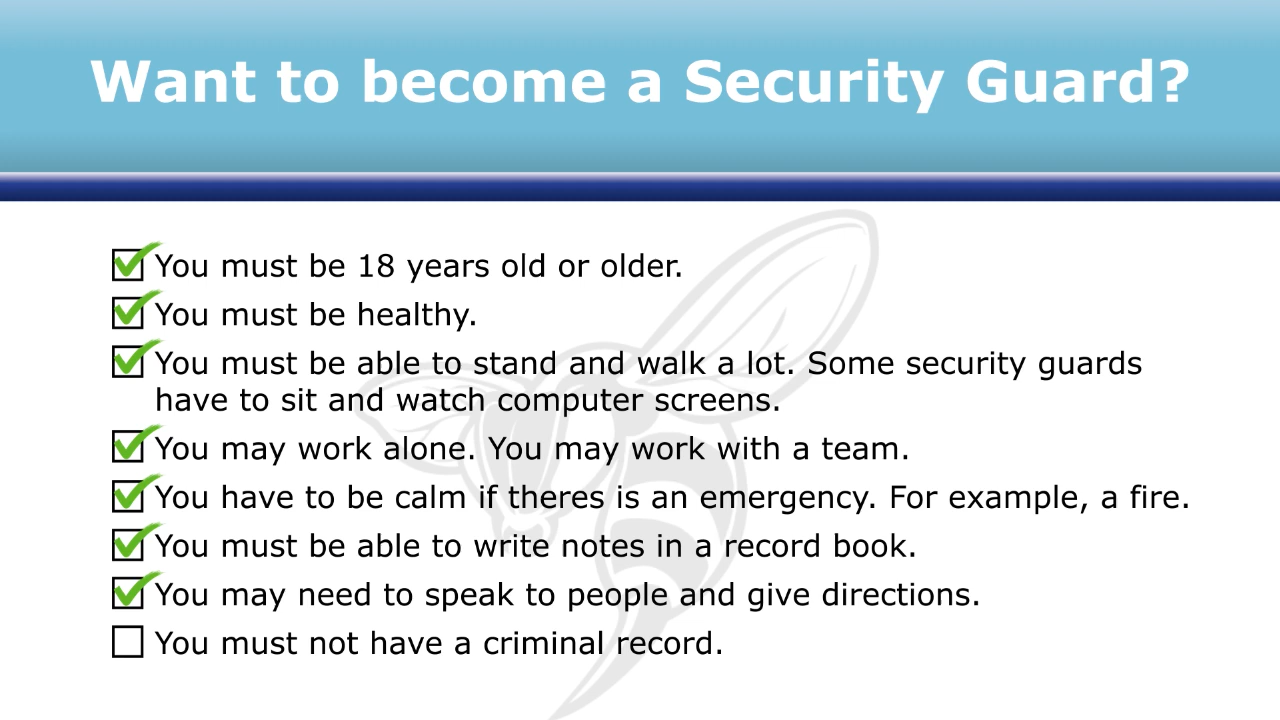 Want to become a Security Guard?
You must be 18 years old or older.
You must be healthy.
You must be able to stand and walk a lot. Some security guards
have to sit and watch computer screens.
You may work alone. You may work with a team.
You have to be calm if theres is an emergency. For example, a fire.
You must be able to write notes in a record book.
You may need to speak to people and give directions.
You must not have a criminal record.